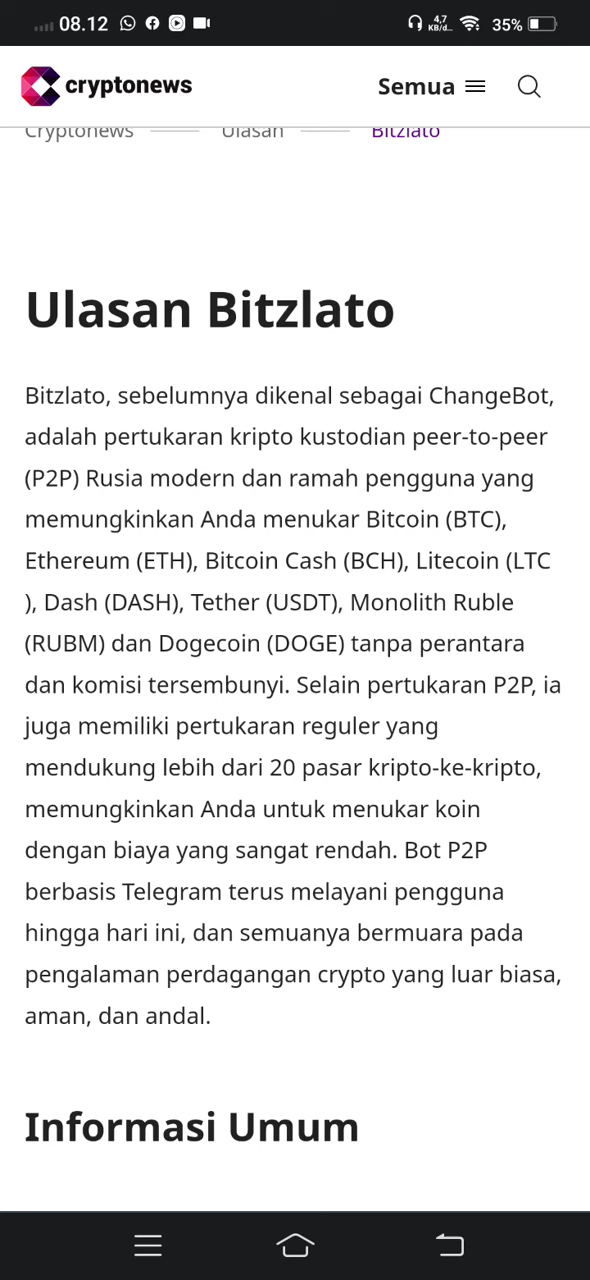 08.12
4,7
KB/d...
35%
cryptonews
Semua
Cryptonews
Ulasan
Bitzlato
Ulasan Bitzlato
Bitzlato, sebelumnya dikenal sebagai ChangeBot,
adalah pertukaran kripto kustodian peer-to-peer
(P2P) Rusia modern dan ramah pengguna yang
memungkinkan Anda menukar Bitcoin (BTC),
Ethereum (ETH), Bitcoin Cash (BCH), Litecoin (LTC
), Dash (DASH), Tether (USDT), Monolith Ruble
(RUBM) dan Dogecoin (DOGE) tanpa perantara
dan komisi tersembunyi. Selain pertukaran P2P, ia
juga memiliki pertukaran reguler yang
mendukung lebih dari 20 pasar kripto-ke-kripto,
memungkinkan Anda untuk menukar koin
dengan biaya yang sangat rendah. Bot P2P
berbasis Telegram terus melayani pengguna
hingga hari ini, dan semuanya bermuara pada
pengalaman perdagangan crypto yang luar biasa,
aman, dan andal.
Informasi Umum